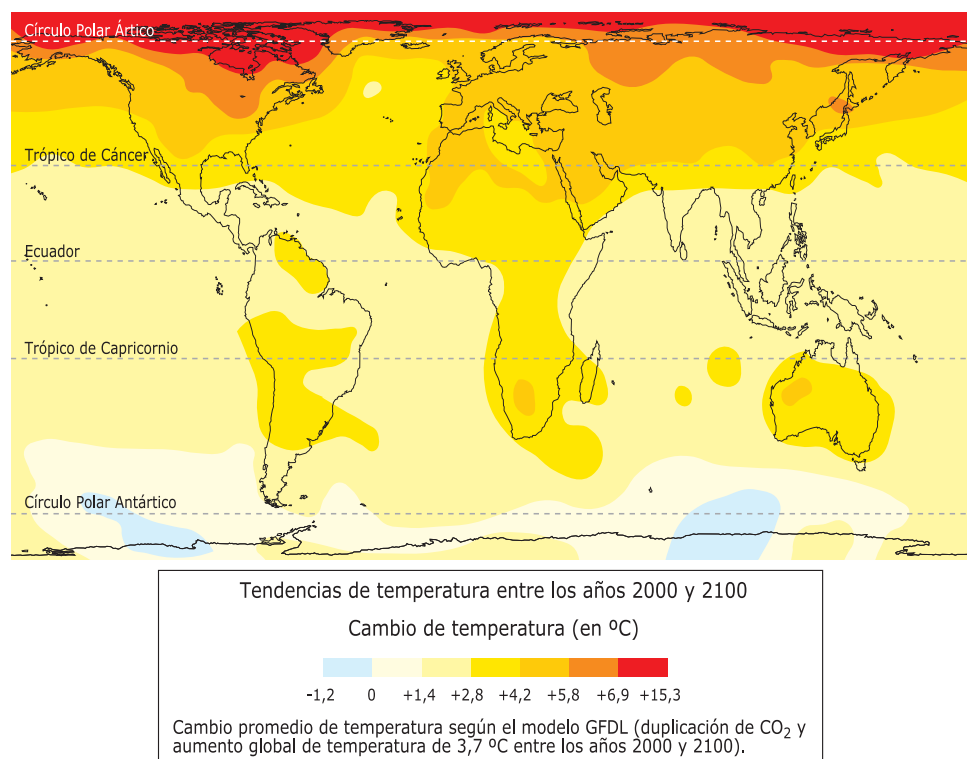 Círculo Polar Ártico
Trópico de Cáncer
Ecuador
Trópico de Capricornio
Círculo Polar Antártico
Tendencias de temperatura entre los años 2000 y 2100
Cambio de temperatura (en ºC)
-1,2 0 +1,4 +2,8 +4,2 +5,8 +6,9 +15,3
Cambio promedio de temperatura según el modelo GFDL (duplicación de CO₂ y
aumento global de temperatura de 3,7 ºC entre los años 2000 y 2100).